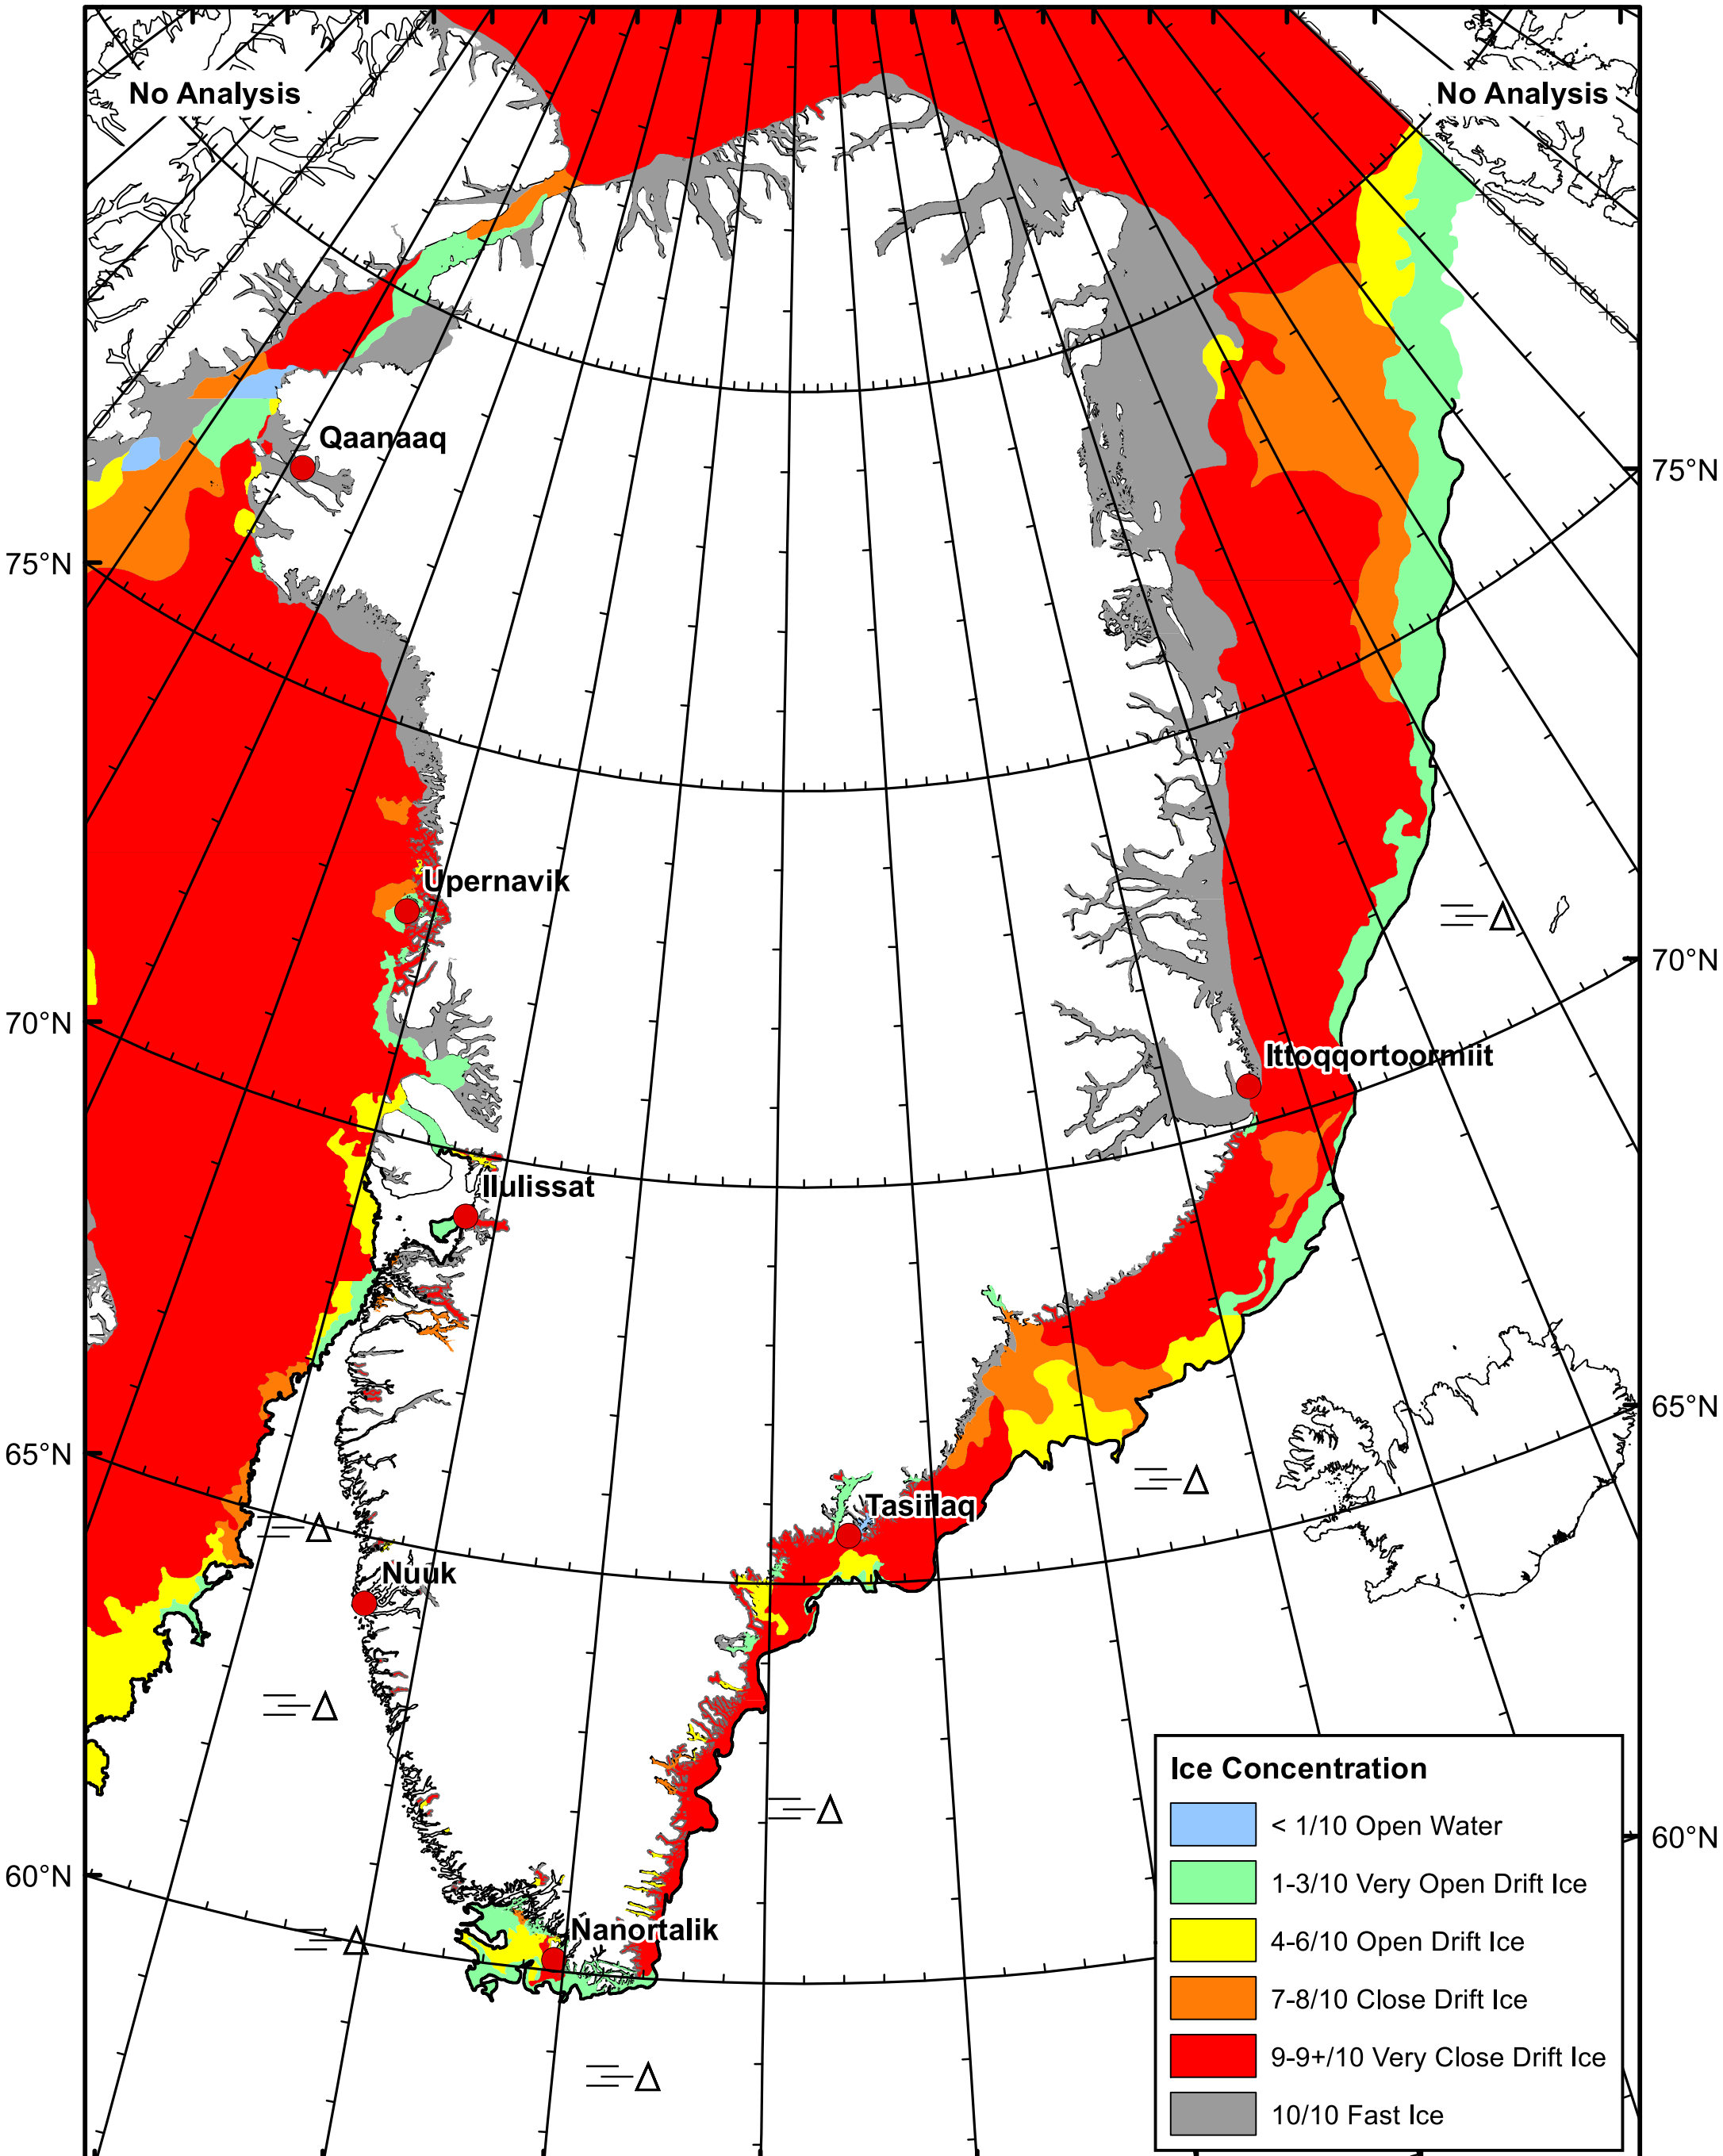 No Analysis
No Analysis
Qaanaaq
75°N
75°N
Upernavik
70°N
70°N
Ittoqqortoormiit
Ilulissat
65°N
65°N
Tasiilaq
Nuuk
60°N
60°N
Nanortalik
Ice Concentration
< 1/10 Open Water
1-3/10 Very Open Drift Ice
4-6/10 Open Drift Ice
7-8/10 Close Drift Ice
9-9+/10 Very Close Drift Ice
10/10 Fast Ice